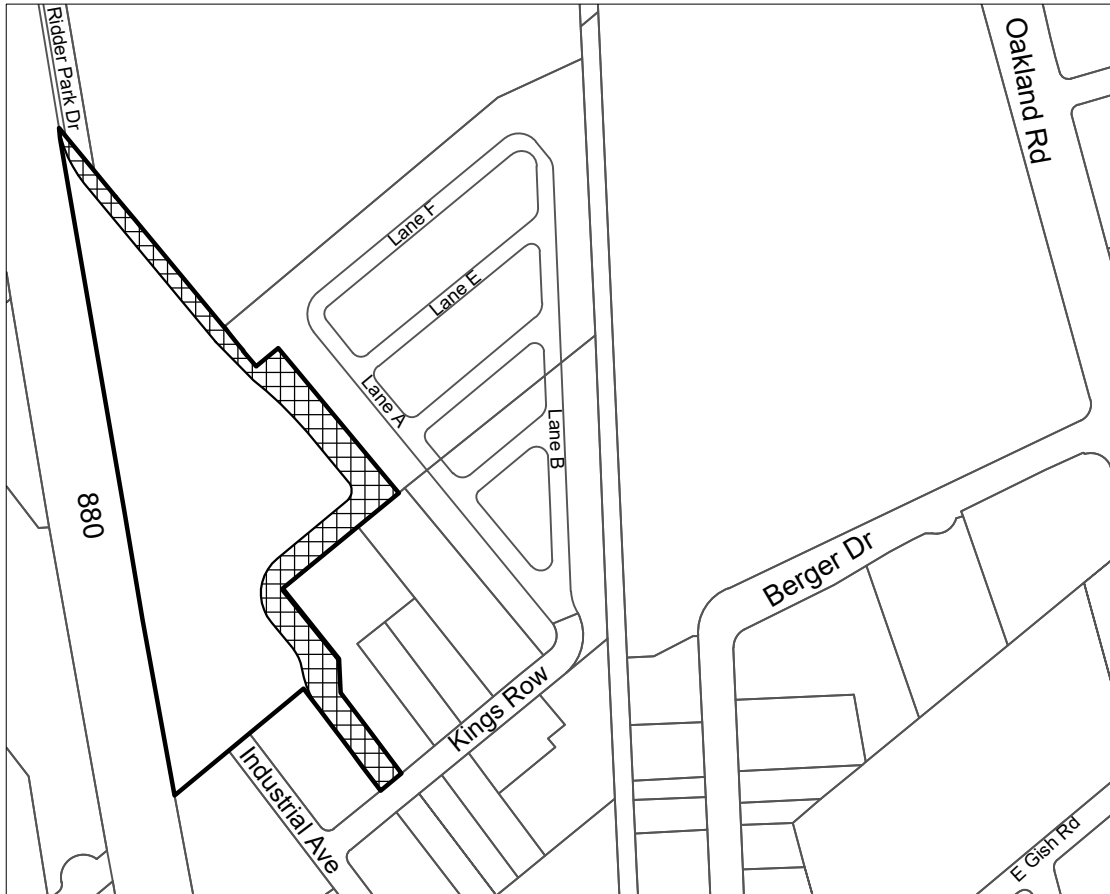 Ridder Park Dr
Oakland Rd
Lane F
Lane E
Lane A
Lane B
880
Berger Dr
Kings Row
Industrial Ave
E Gish Rd